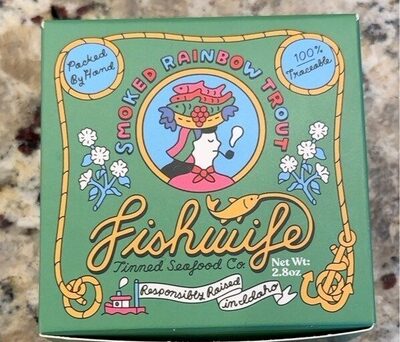 Packed
By Hand
100%
Traceable
SMOKED RAINBOW TROUT
Fishwife
Tinned Seafood Co.
Net Wt:
2.8oz
Responsibly Raised
in Idaho